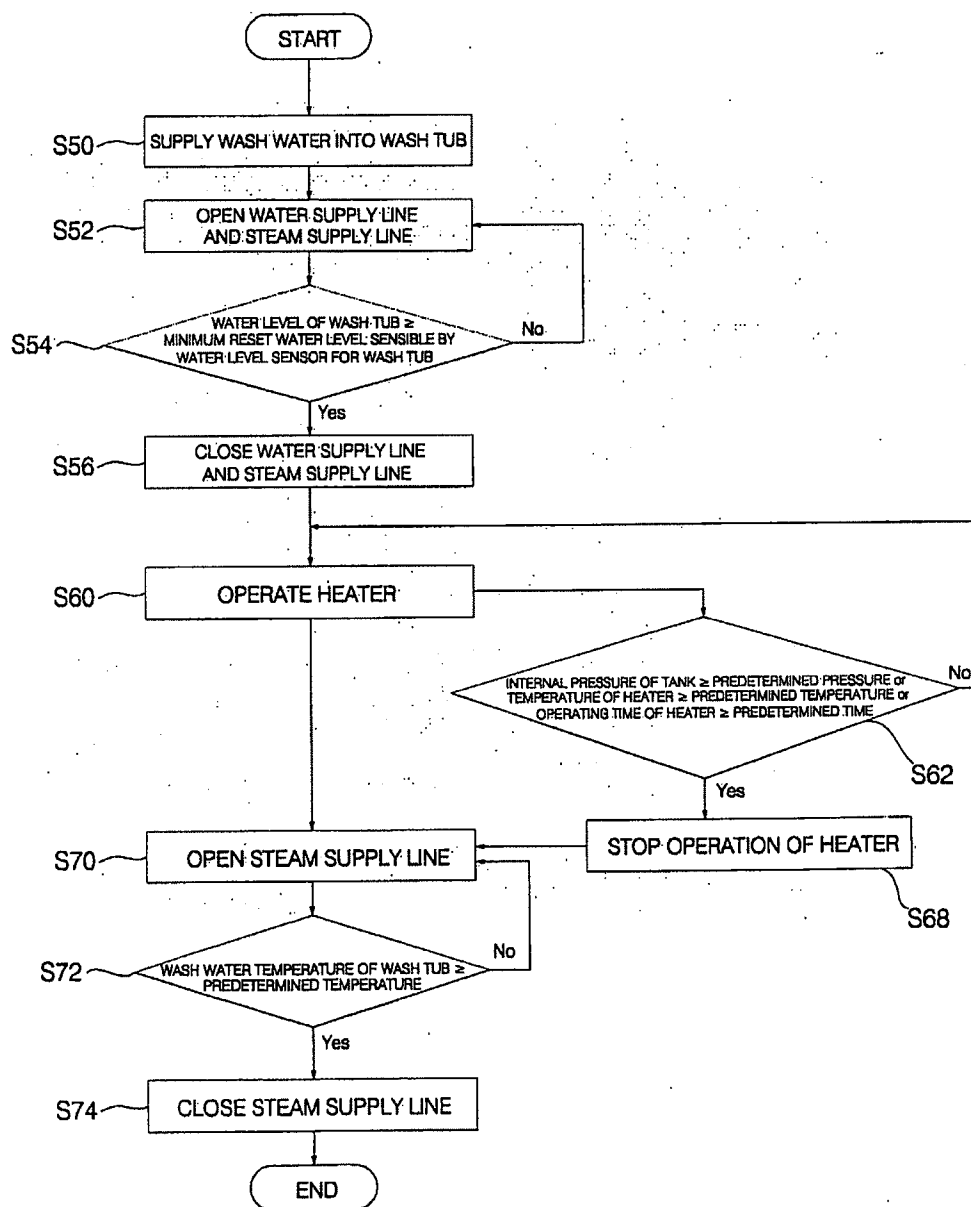 START
S50
SUPPLY WASH WATER INTO WASH TUB
S52
OPEN WATER SUPPLY LINE
AND STEAM SUPPLY LINE
S54
WATER LEVEL OF WASH TUB ≥
MINIMUM RESET WATER LEVEL SENSIBLE BY
WATER LEVEL SENSOR FOR WASH TUB
No
Yes
S56
CLOSE WATER SUPPLY LINE
AND STEAM SUPPLY LINE
S60
OPERATE HEATER
INTERNAL PRESSURE OF TANK ≥ PREDETERMINED PRESSURE or
TEMPERATURE OF HEATER ≥ PREDETERMINED TEMPERATURE or
OPERATING TIME OF HEATER ≥ PREDETERMINED TIME
No
S62
Yes
STOP OPERATION OF HEATER
S68
S70
OPEN STEAM SUPPLY LINE
S72
WASH WATER TEMPERATURE OF WASH TUB ≥
PREDETERMINED TEMPERATURE
No
Yes
S74
CLOSE STEAM SUPPLY LINE
END